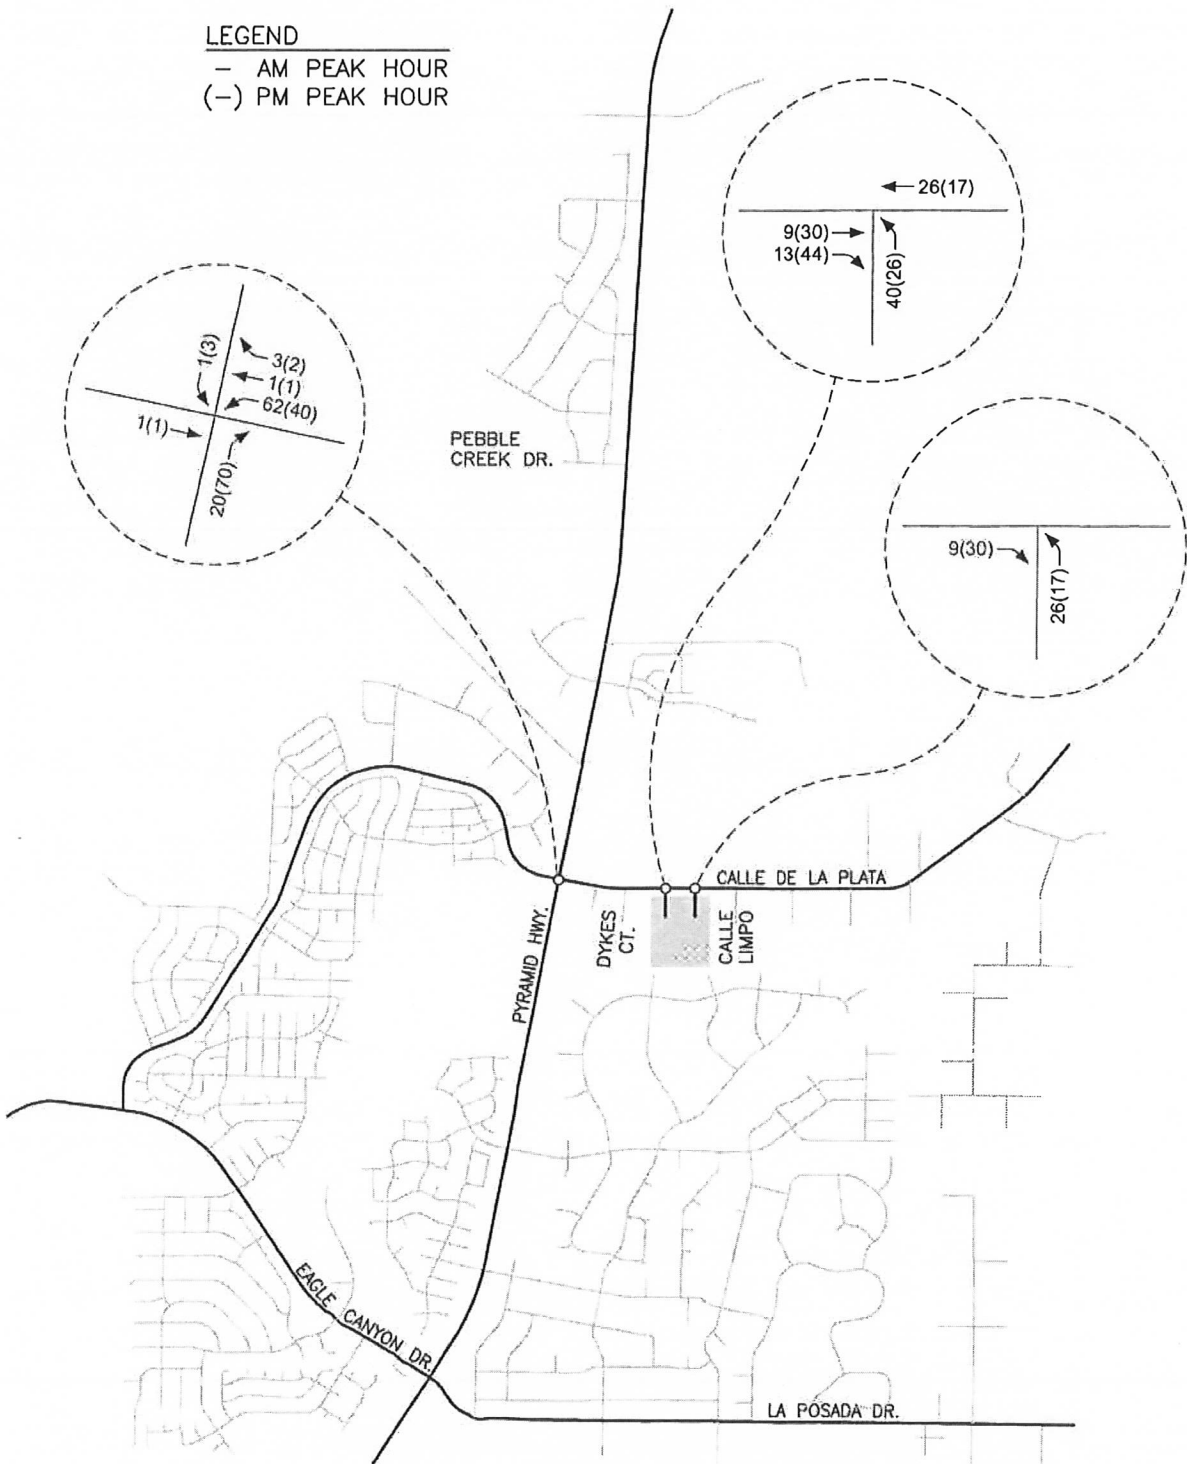 LEGEND
- AM PEAK HOUR
(-) PM PEAK HOUR
26(17)
9(30)
13(44)
40(26)
1(3)
3(2)
1(1)
62(40)
1(1)
20(70)
PEBBLE
CREEK DR.
9(30)
26(17)
CALLE DE LA PLATA
PYRAMID HWY.
DYKES
CT.
CALLE
LIMPO
EAGLE CANYON DR.
LA POSADA DR.